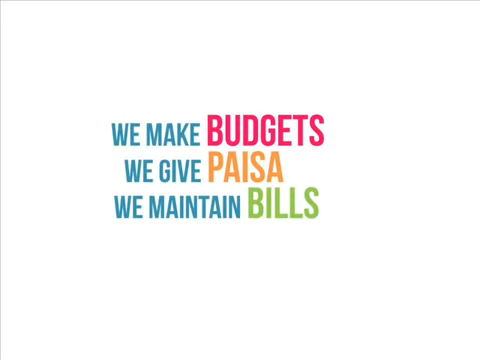 WE MAKE BUDGETS
WE GIVE PAISA
WE MAINTAIN BILLS